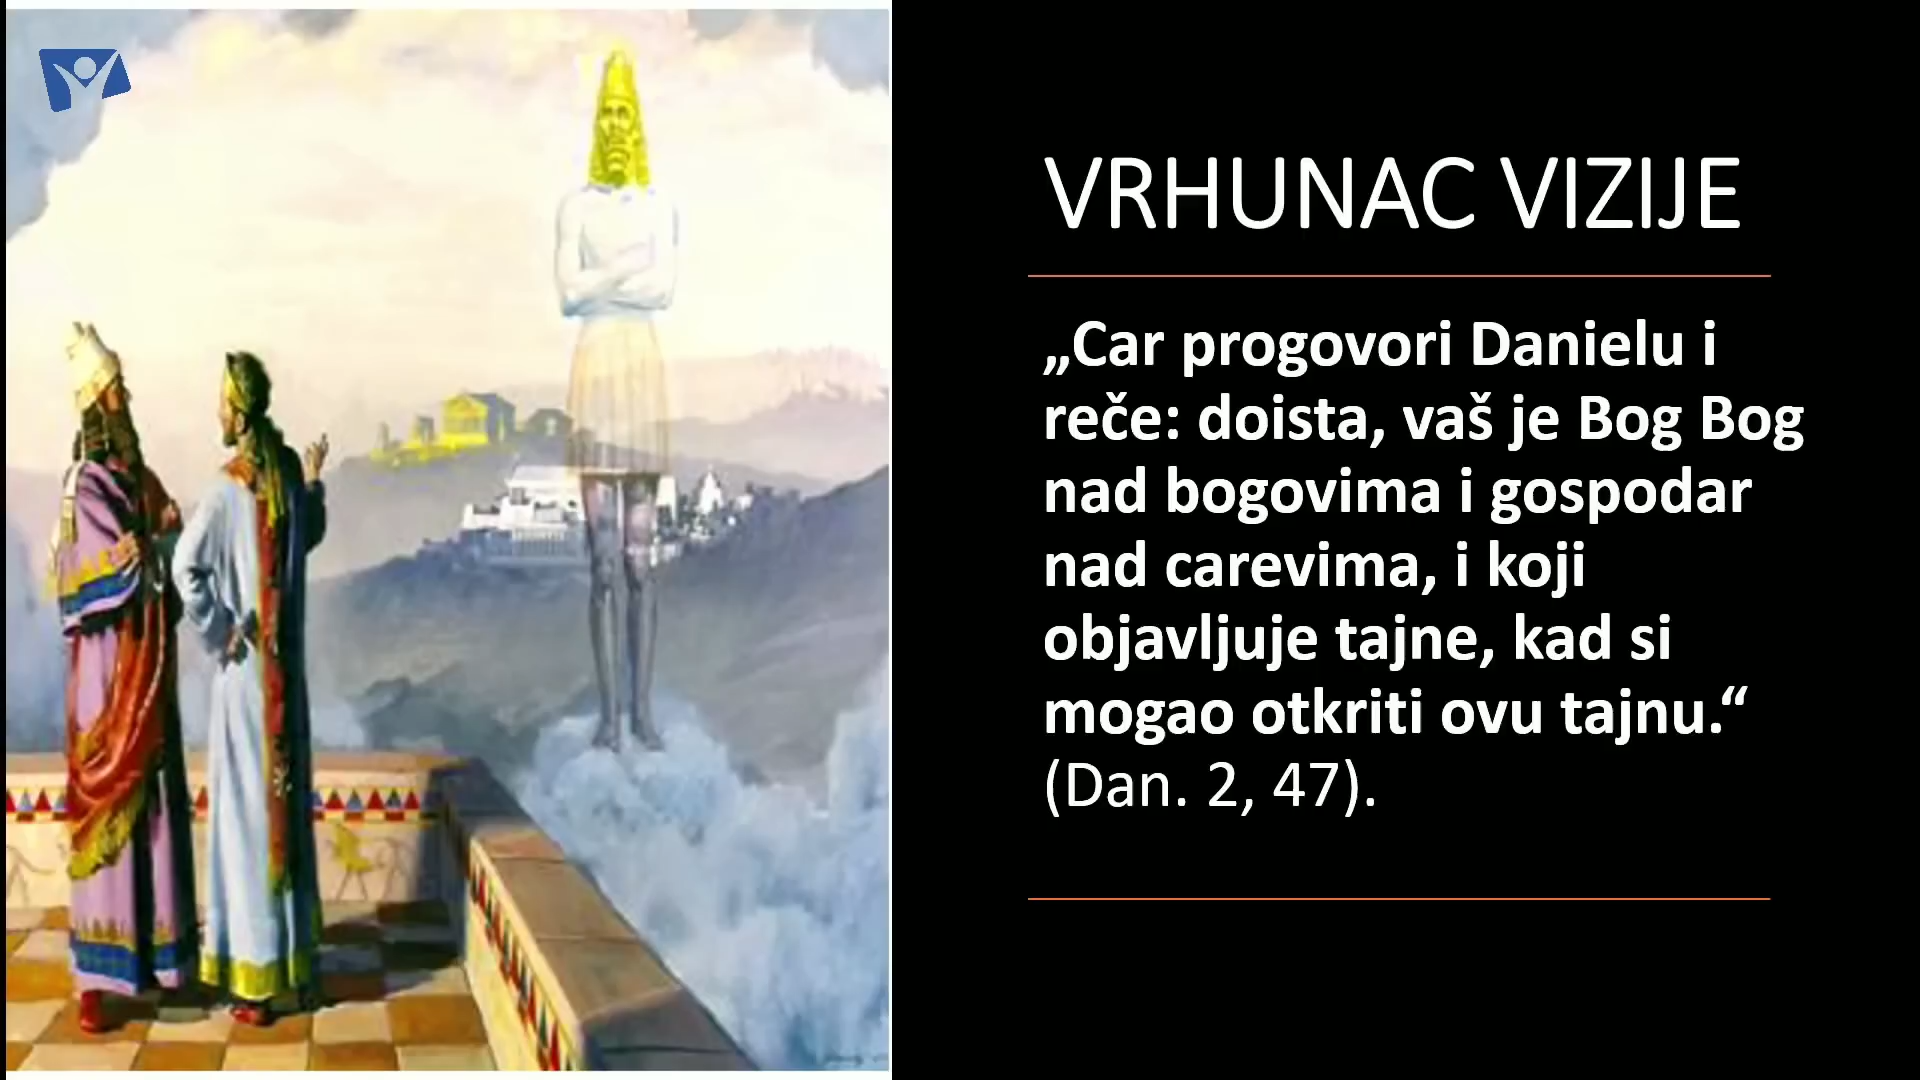 VRHUNAC VIZIJE
„Car progovori Danielu i
reče: doista, vaš je Bog Bog
nad bogovima i gospodar
nad carevima, i koji
objavljuje tajne, kad si
mogao otkriti ovu tajnu.“
(Dan. 2, 47).